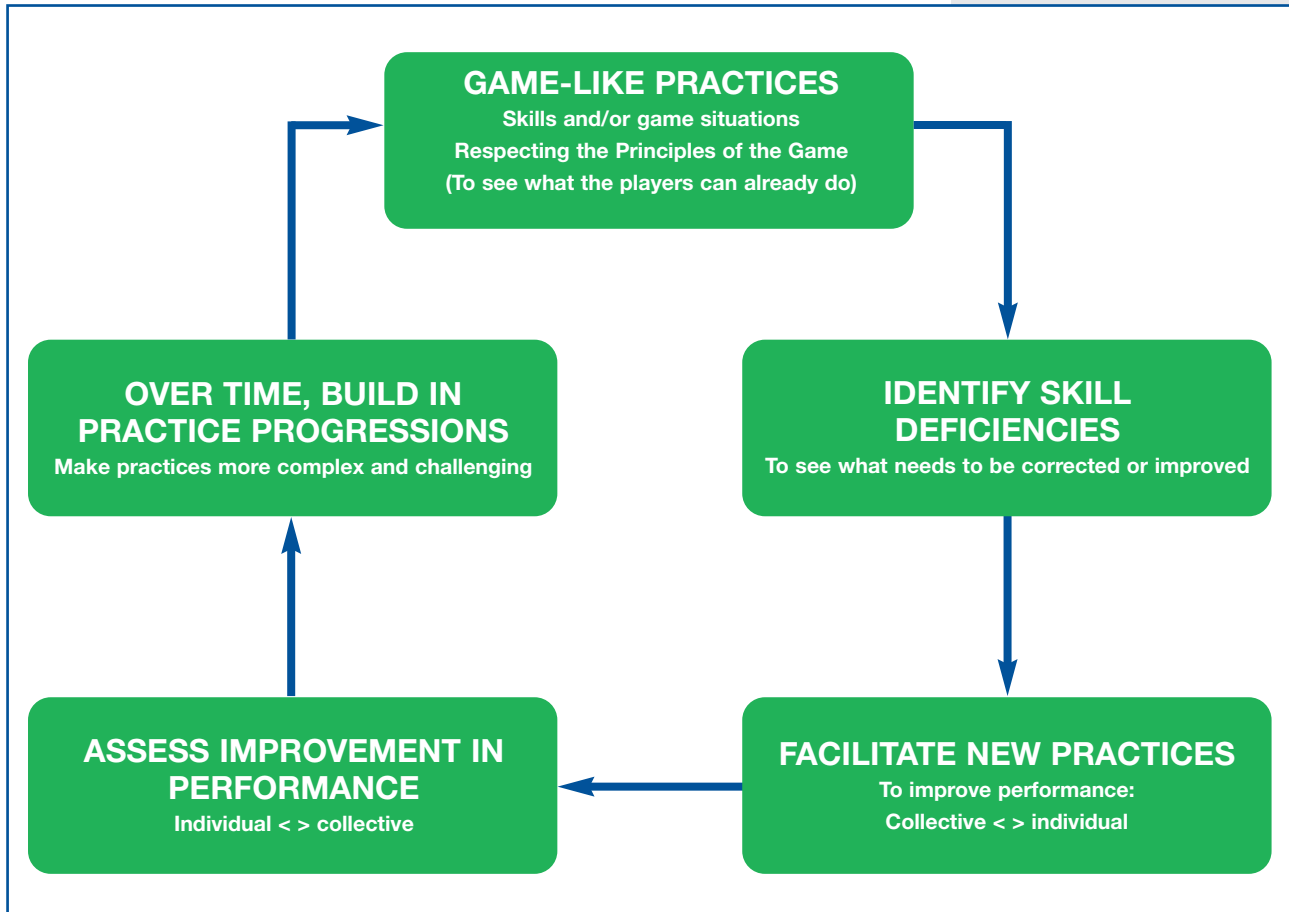 GAME-LIKE PRACTICES
Skills and/or game situations
Respecting the Principles of the Game
(To see what the players can already do)
IDENTIFY SKILL
DEFICIENCIES
To see what needs to be corrected or improved
FACILITATE NEW PRACTICES
To improve performance:
Collective < > individual
ASSESS IMPROVEMENT IN
PERFORMANCE
Individual < > collective
OVER TIME, BUILD IN
PRACTICE PROGRESSIONS
Make practices more complex and challenging